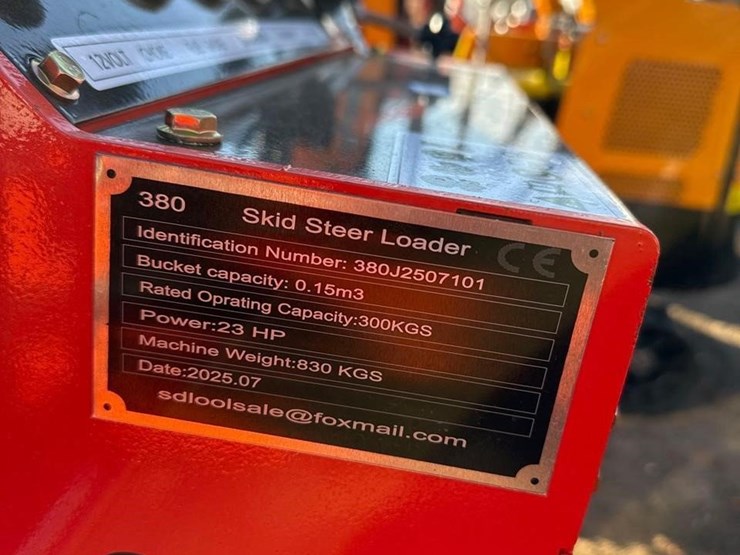 12VOLT
380
Skid Steer Loader
CE
Identification Number: 380J2507101
Bucket capacity: 0.15m3
Rated Oprating Capacity:300KGS
Power:23 HP
Machine Weight:830 KGS
Date:2025.07
sdloolsale@foxmail.com